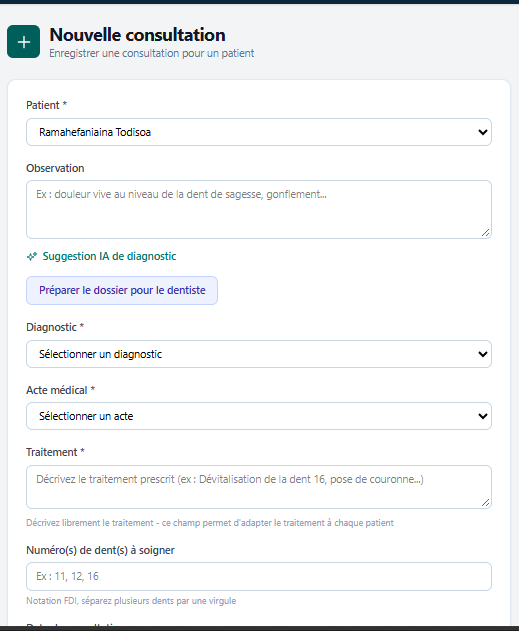 Nouvelle consultation
Enregistrer une consultation pour un patient
Patient *
Ramahefaniaina Todisoa
Observation
Ex : douleur vive au niveau de la dent de sagesse, gonflement...
Suggestion IA de diagnostic
Préparer le dossier pour le dentiste
Diagnostic *
Sélectionner un diagnostic
Acte médical *
Sélectionner un acte
Traitement *
Décrivez le traitement prescrit (ex : Dévitalisation de la dent 16, pose de couronne...)
Décrivez librement le traitement - ce champ permet d'adapter le traitement à chaque patient
Numéro(s) de dent(s) à soigner
Ex : 11, 12, 16
Notation FDI, séparez plusieurs dents par une virgule